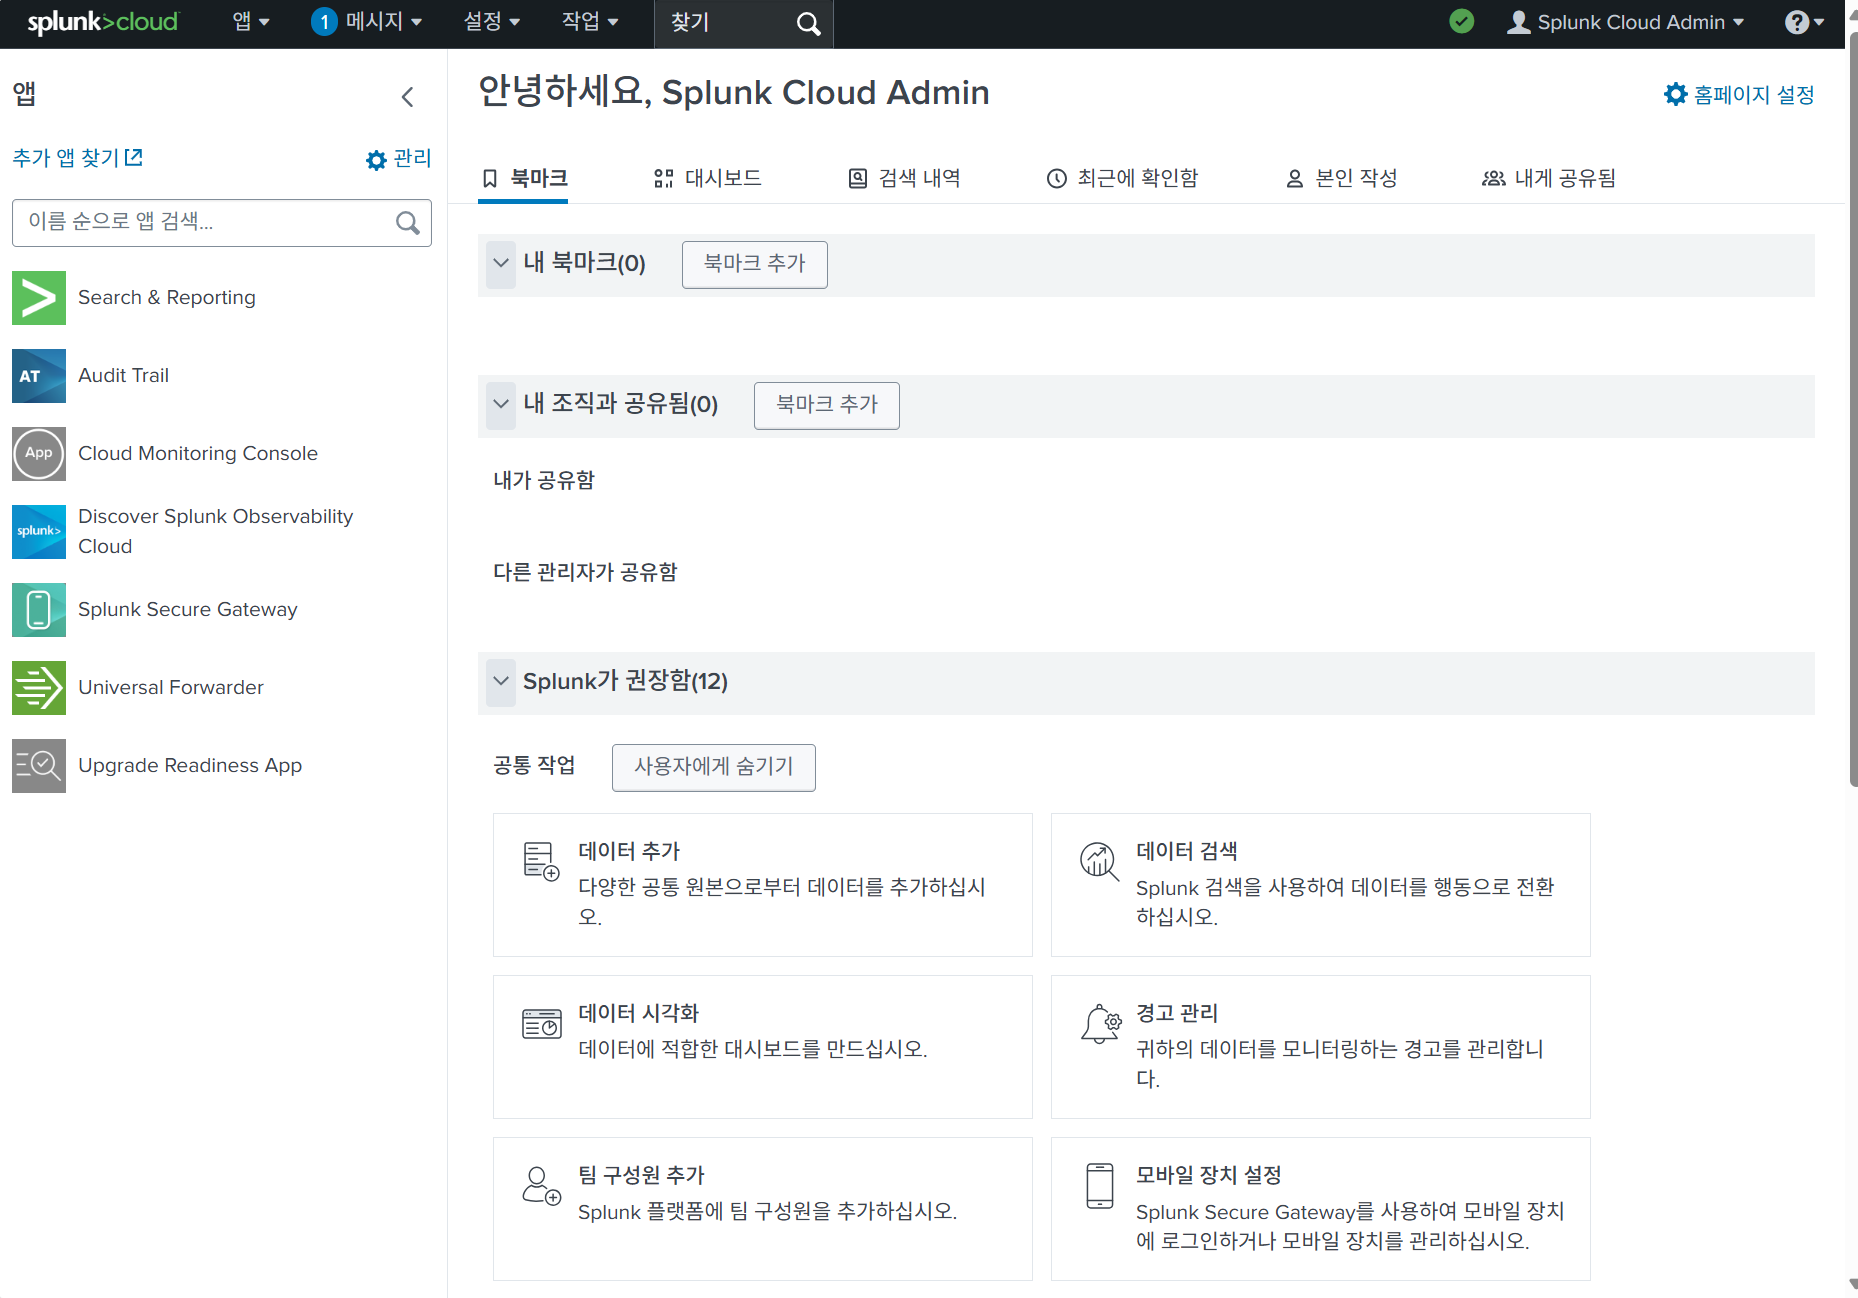 splunk>cloud
앱
1 메시지
설정
작업
찾기
Splunk Cloud Admin
?
앱
추가 앱 찾기
관리
이름 순으로 앱 검색...
Search & Reporting
AT
Audit Trail
App
Cloud Monitoring Console
splunk>
Discover Splunk Observability
Cloud
Splunk Secure Gateway
Universal Forwarder
Upgrade Readiness App
안녕하세요, Splunk Cloud Admin
홈페이지 설정
북마크
대시보드
검색 내역
최근에 확인함
본인 작성
내게 공유됨
내 북마크(0)
북마크 추가
내 조직과 공유됨(0)
북마크 추가
내가 공유함
다른 관리자가 공유함
Splunk가 권장함(12)
공통 작업
사용자에게 숨기기
데이터 추가
다양한 공통 원본으로부터 데이터를 추가하십시
오.
데이터 검색
Splunk 검색을 사용하여 데이터를 행동으로 전환
하십시오.
데이터 시각화
데이터에 적합한 대시보드를 만드십시오.
경고 관리
귀하의 데이터를 모니터링하는 경고를 관리합니
다.
팀 구성원 추가
Splunk 플랫폼에 팀 구성원을 추가하십시오.
모바일 장치 설정
Splunk Secure Gateway를 사용하여 모바일 장치
에 로그인하거나 모바일 장치를 관리하십시오.